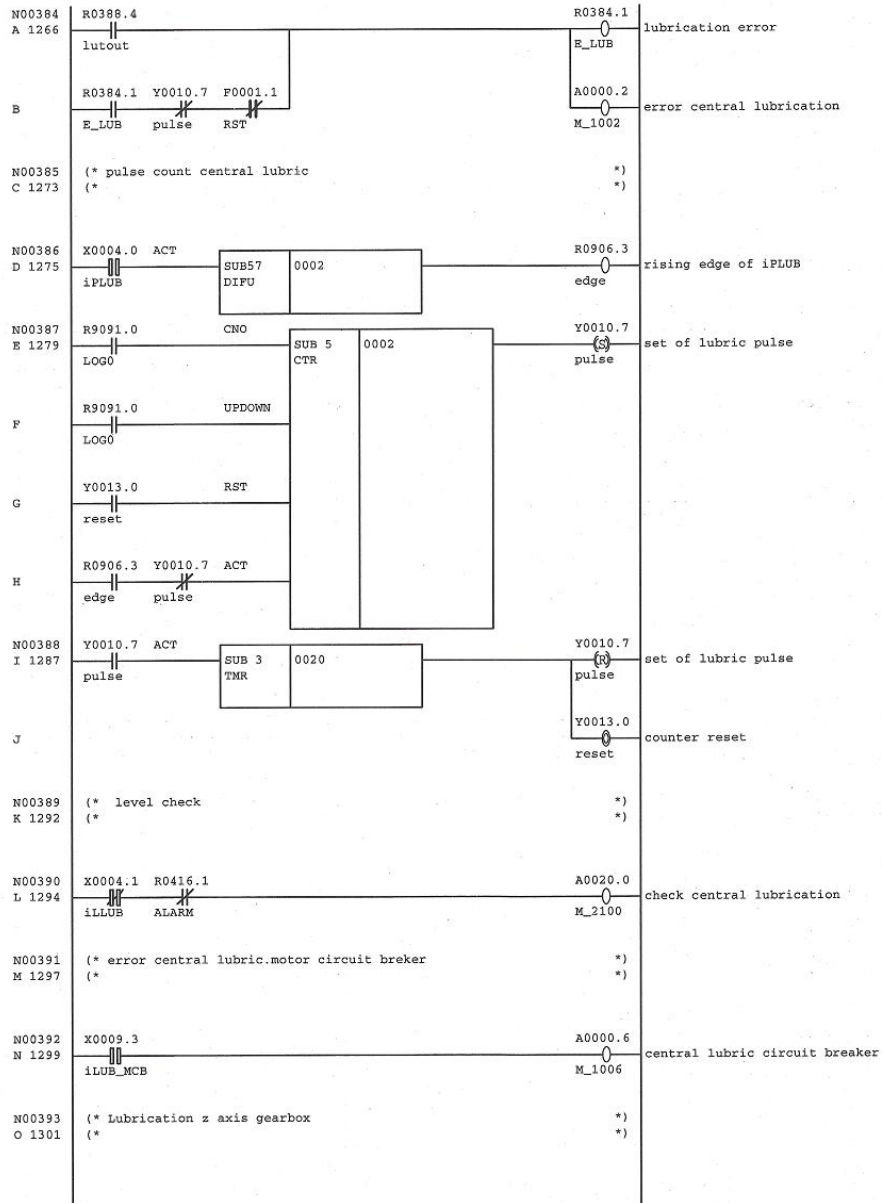 N00384 R0388.4 R0384.1
A 1266 lubrication error
lutout E_LUB
R0384.1 Y0010.7 F0001.1 A0000.2
B error central lubrication
E_LUB pulse RST M_1002
N00385 (* pulse count central lubric *)
C 1273 (* *)
N00386 X0004.0 ACT R0906.3
D 1275 SUB57 0002 rising edge of iPLUB
iPLUB DIFU edge
N00387 R9091.0 CNO Y0010.7
E 1279 SUB 5 0002 (S) set of lubric pulse
LOG0 CTR pulse
R9091.0 UPDOWN
F
LOG0
Y0013.0 RST
G
reset
R0906.3 Y0010.7 ACT
H
edge pulse
N00388 Y0010.7 ACT Y0010.7
I 1287 SUB 3 0020 (R) set of lubric pulse
pulse TMR pulse
Y0013.0
J counter reset
reset
N00389 (* level check *)
K 1292 (* *)
N00390 X0004.1 R0416.1 A0020.0
L 1294 check central lubrication
iLLUB ALARM M_2100
N00391 (* error central lubric.motor circuit breker *)
M 1297 (* *)
N00392 X0009.3 A0000.6
N 1299 central lubric circuit breaker
iLUB_MCB M_1006
N00393 (* Lubrication z axis gearbox *)
O 1301 (* *)